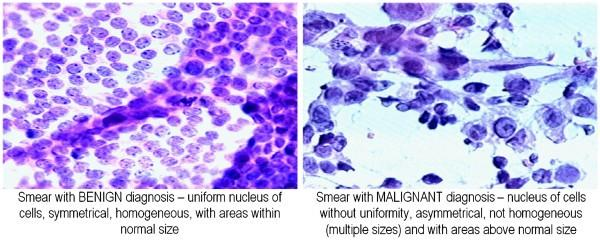 Smear with BENIGN diagnosis – uniform nucleus of
cells, symmetrical, homogeneous, with areas within
normal size
Smear with MALIGNANT diagnosis – nucleus of cells
without uniformity, asymmetrical, not homogeneous
(multiple sizes) and with areas above normal size